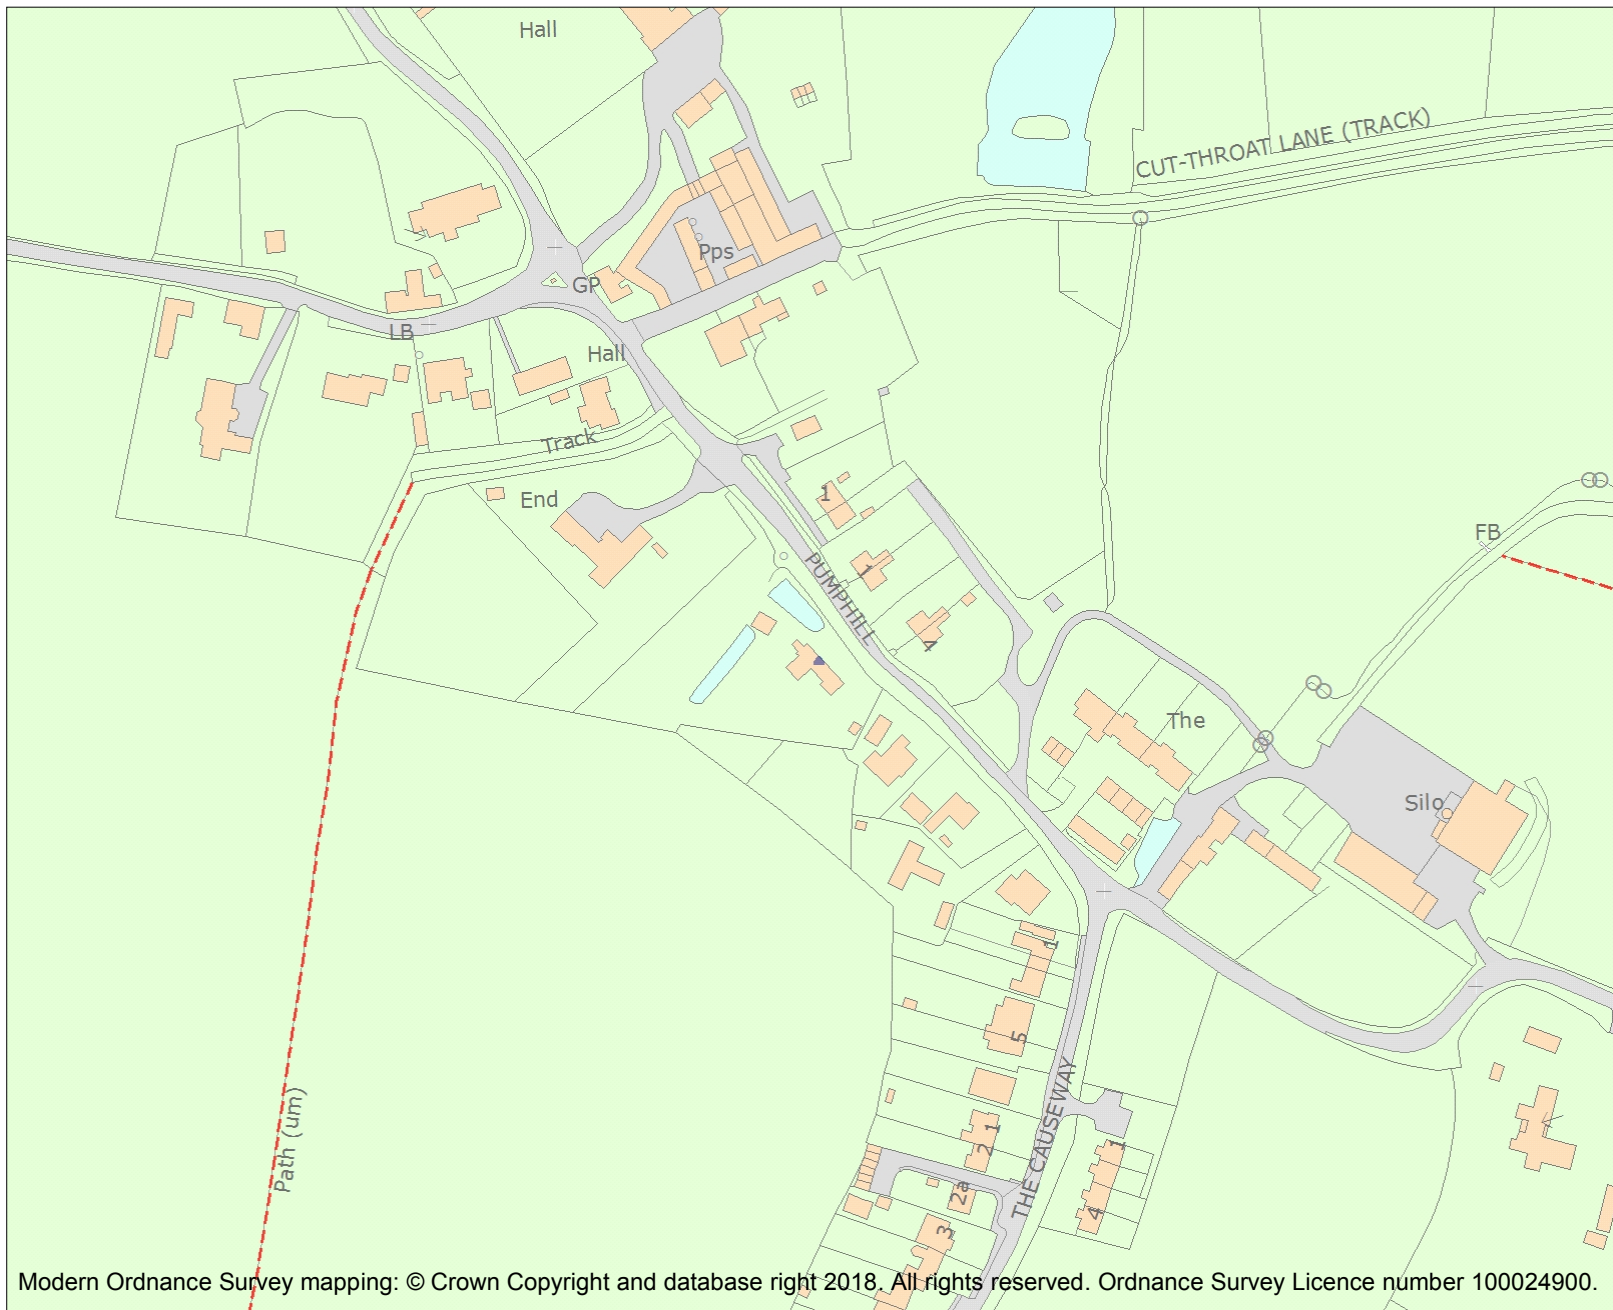 Hall
CUT-THROAT LANE (TRACK)
Pps
GP
LB
Hall
Track
End
1
FB
PUMPHILL
1
4
The
Silo
1
5
THE CAUSEWAY
Path (um)
1
2
1
2a
4
3
Modern Ordnance Survey mapping: © Crown Copyright and database right 2018. All rights reserved. Ordnance Survey Licence number 100024900.